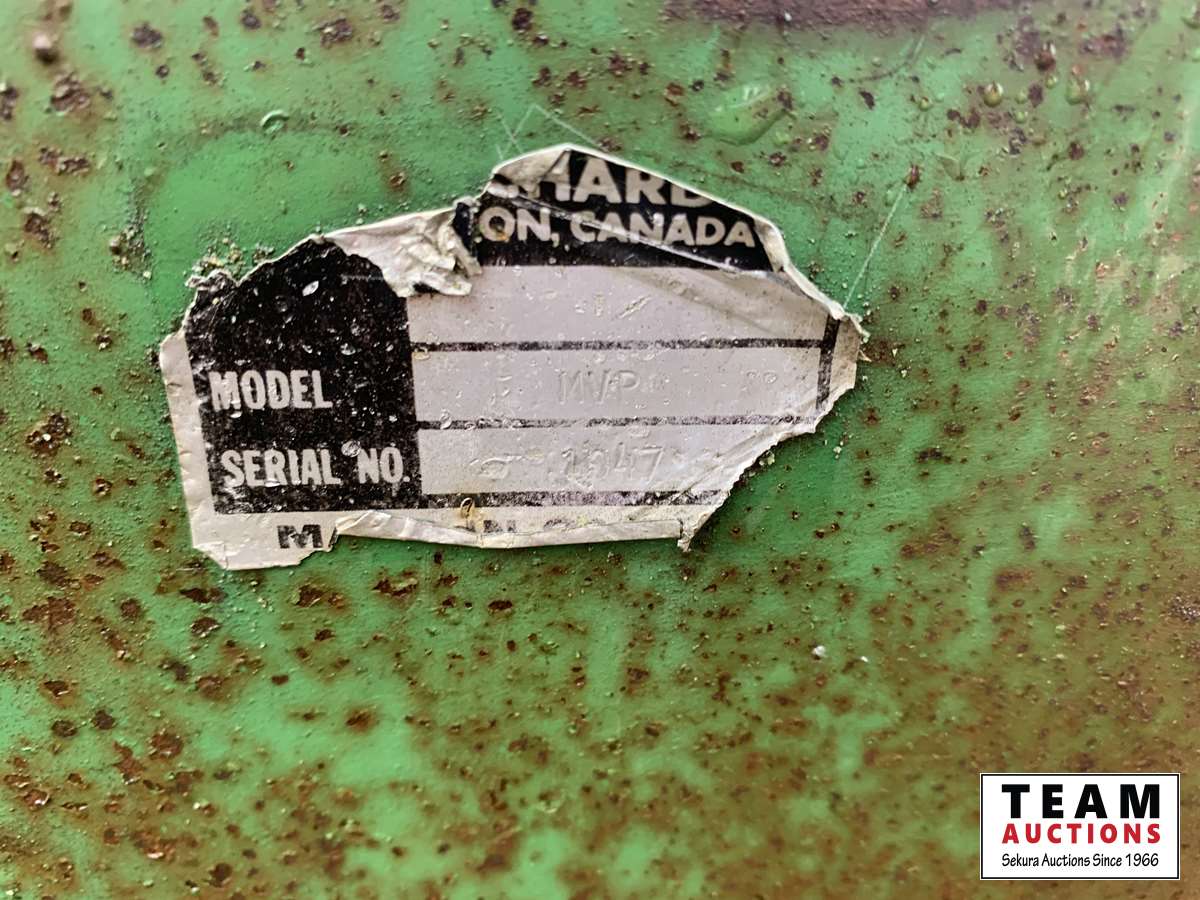 HARD
ON, CANADA
MODEL MVP
SERIAL NO.
M
TEAM
AUCTIONS
Sekura Auctions Since 1966